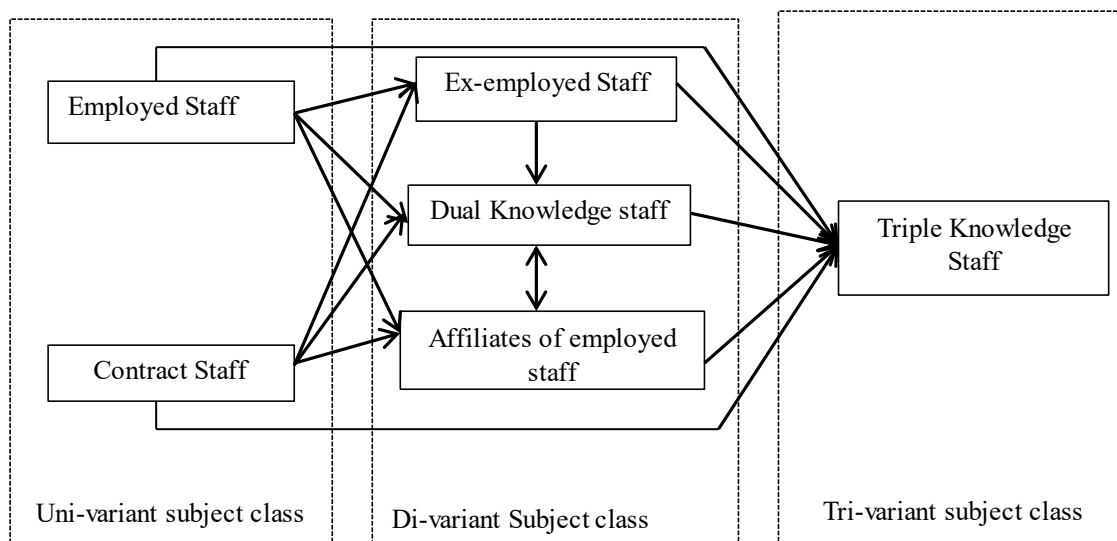 Employed Staff
Ex-employed Staff
Dual Knowledge staff
Triple Knowledge
Staff
Affiliates of employed
staff
Contract Staff
Uni-variant subject class
Di-variant Subject class
Tri-variant subject class